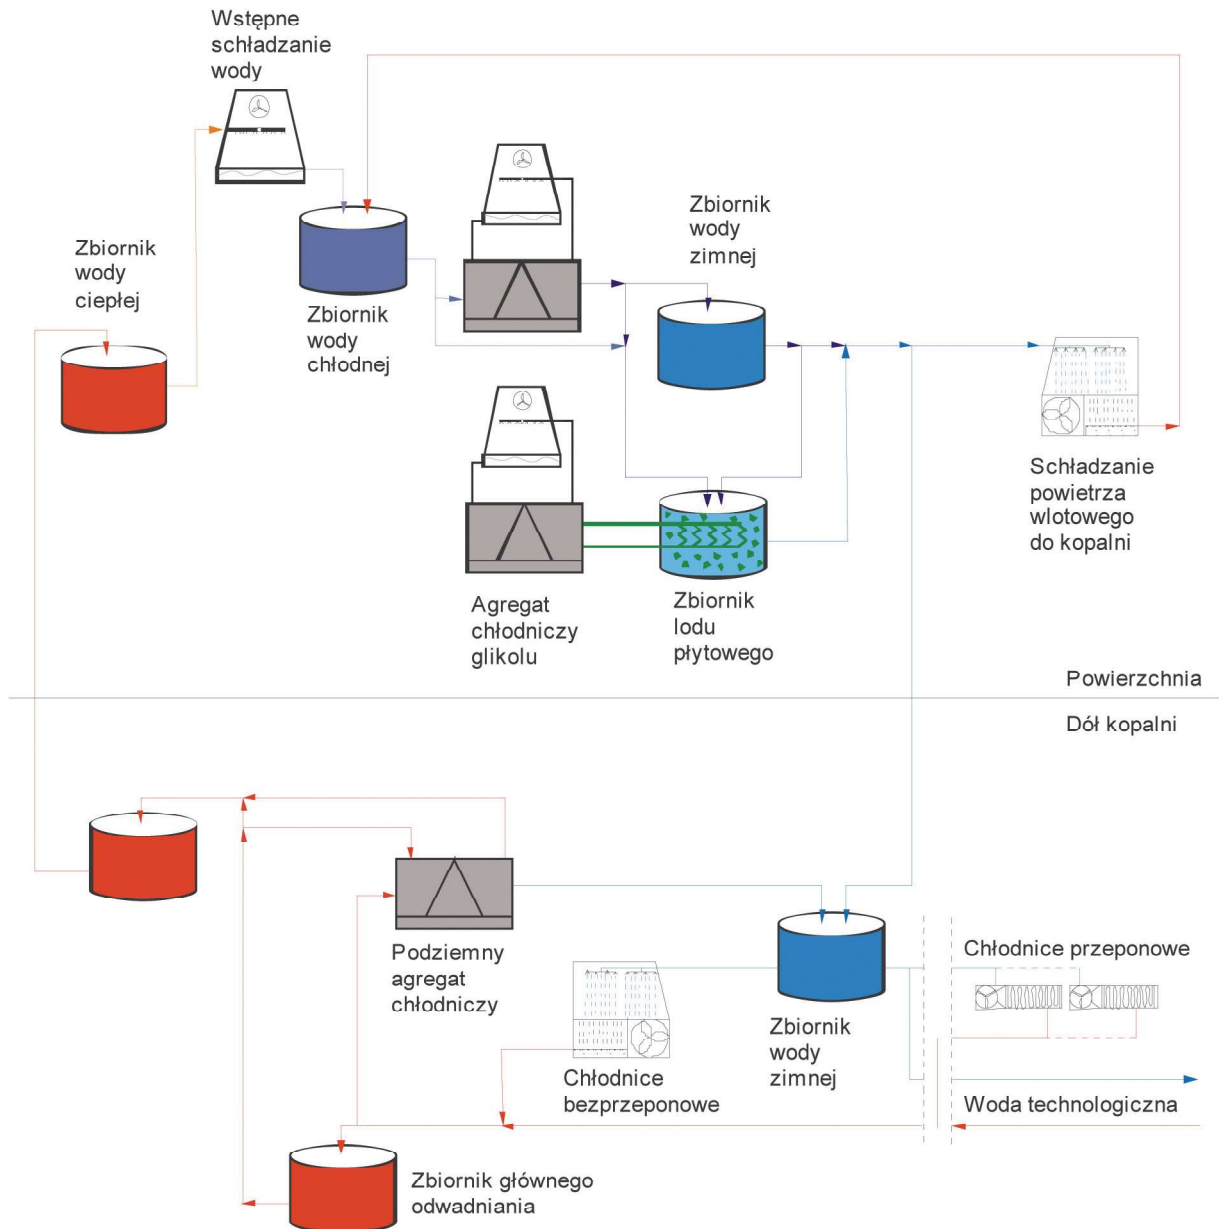 Wstępne
schładzanie
wody
Zbiornik
wody
ciepłej
Zbiornik
wody
chłodnej
Zbiornik
wody
zimnej
Schładzanie
powietrza
wlotowego
do kopalni
Agregat
chłodniczy
glikolu
Zbiornik
lodu
płytowego
Powierzchnia
Dół kopalni
Podziemny
agregat
chłodniczy
Chłodnice
bezprzeponowe
Zbiornik
wody
zimnej
Chłodnice przeponowe
Woda technologiczna
Zbiornik głównego
odwadniania